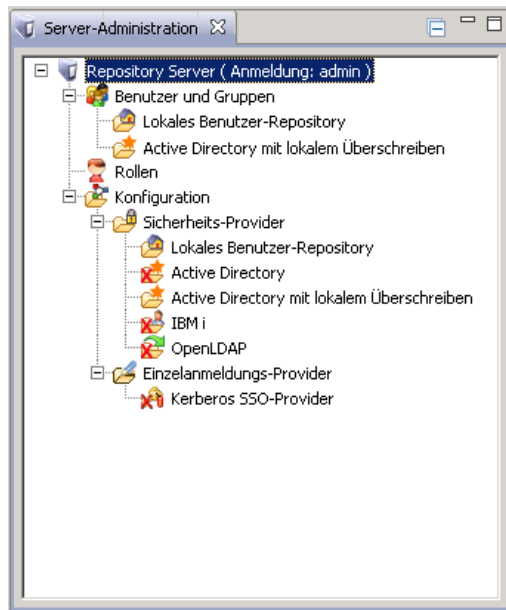 Server-Administration
Repository Server ( Anmeldung: admin )
Benutzer und Gruppen
Lokales Benutzer-Repository
Active Directory mit lokalem Überschreiben
Rollen
Konfiguration
Sicherheits-Provider
Lokales Benutzer-Repository
Active Directory
Active Directory mit lokalem Überschreiben
IBM i
OpenLDAP
Einzelanmeldungs-Provider
Kerberos SSO-Provider